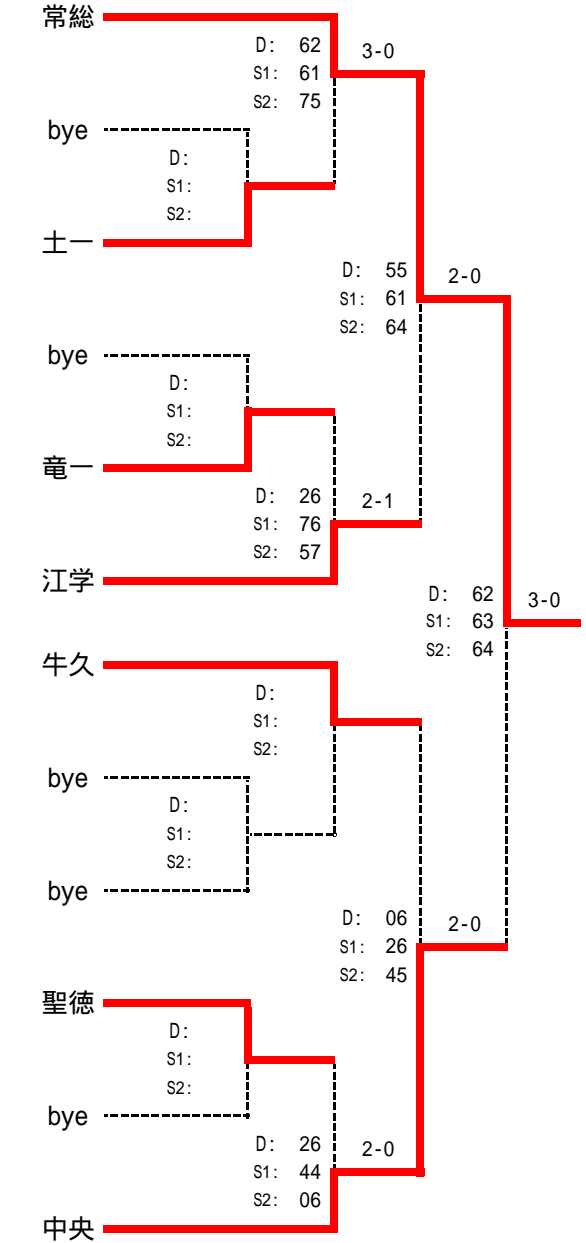 常総
D: 62 3-0
S1: 61
S2: 75
bye
D:
S1:
S2:
土一
D: 55 2-0
S1: 61
S2: 64
bye
D:
S1:
S2:
竜一
D: 26 2-1
S1: 76
S2: 57
江学
D: 62 3-0
S1: 63
S2: 64
牛久
D:
S1:
S2:
bye
D:
S1:
S2:
bye
D: 06 2-0
S1: 26
S2: 45
聖徳
D:
S1:
S2:
bye
D: 26 2-0
S1: 44
S2: 06
中央